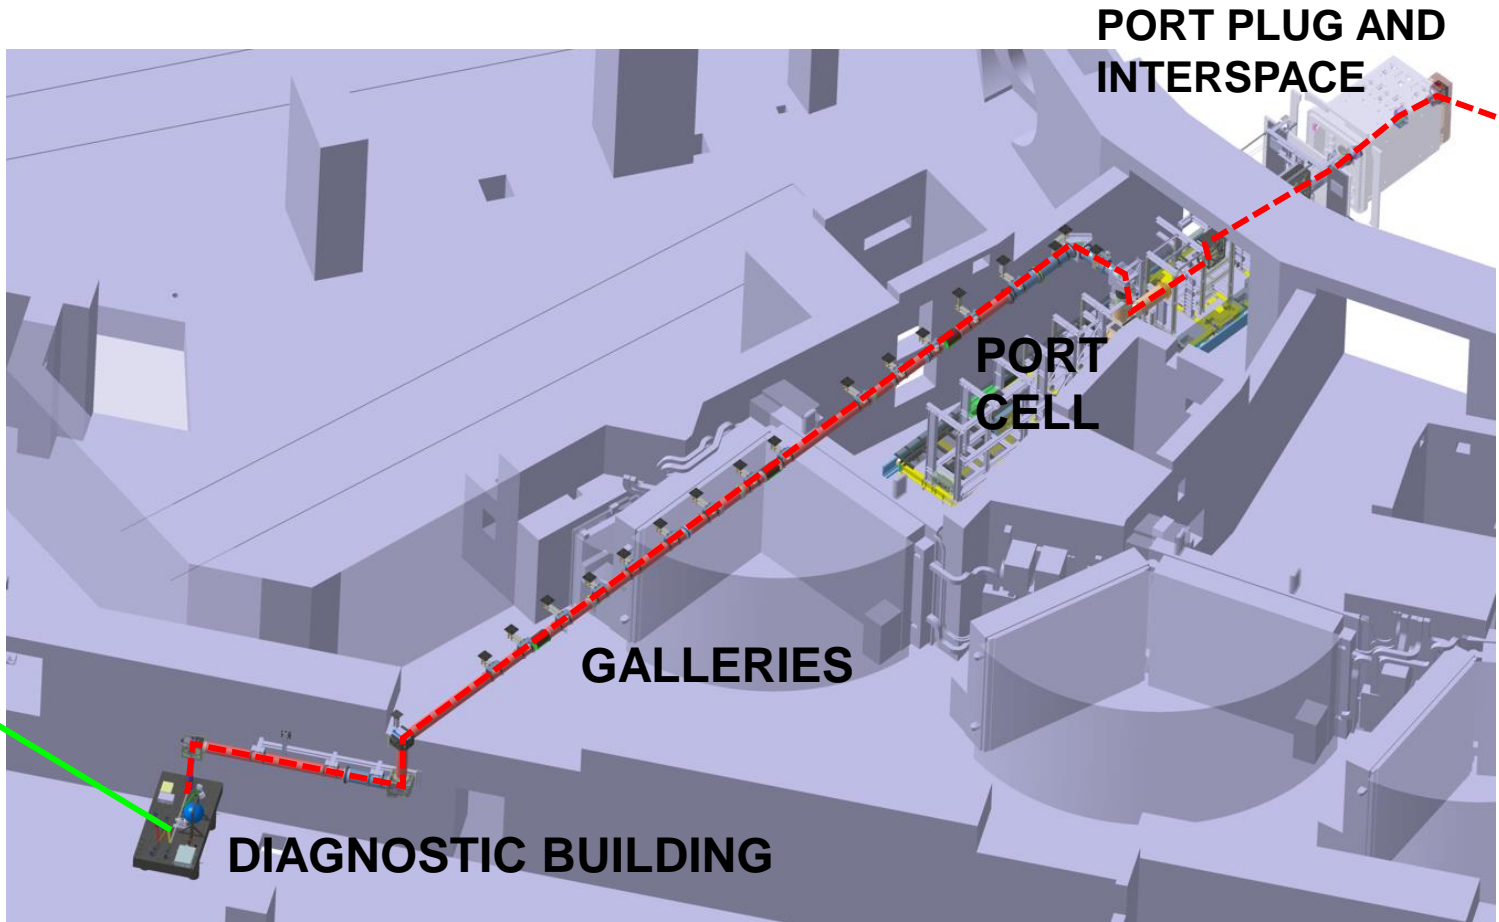 PORT PLUG AND
INTERSPACE
PORT
CELL
GALLERIES
DIAGNOSTIC BUILDING